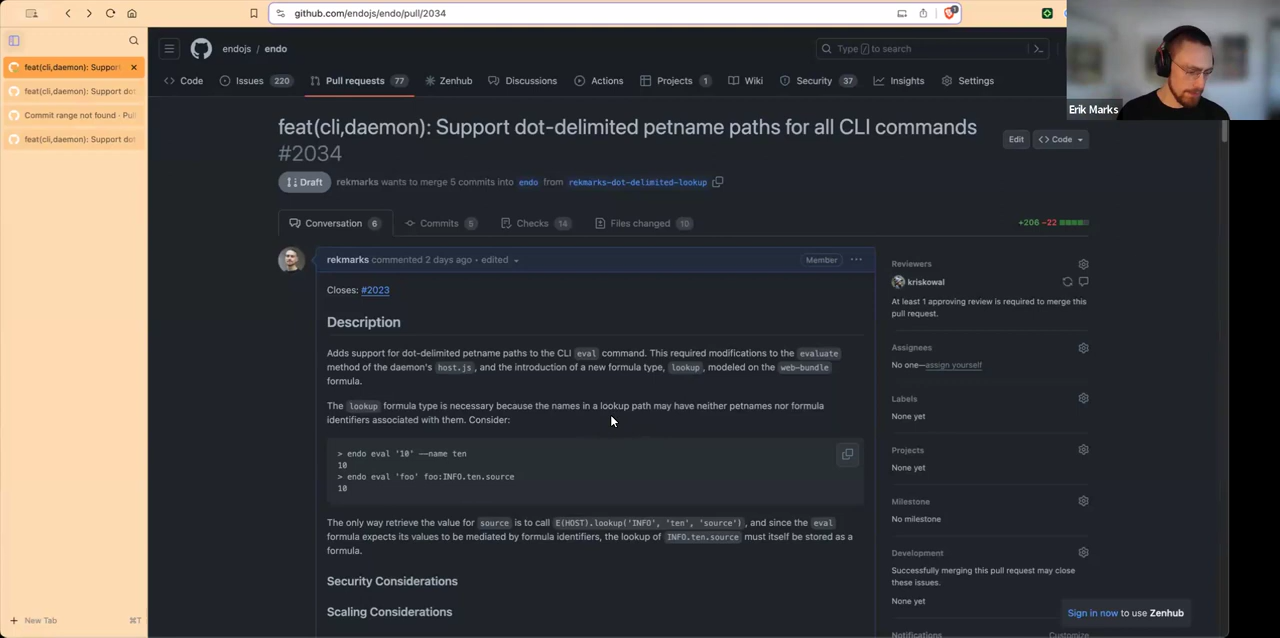 github.com/endojs/endo/pull/2034
feat(cli,daemon): Support
feat(cli,daemon): Support dot
Commit range not found · Pul
feat(cli,daemon): Support dot
New Tab
⌘T
endojs / endo
Type / to search
Code
Issues 220
Pull requests 77
Zenhub
Discussions
Actions
Projects 1
Wiki
Security 37
Insights
Settings
Erik Marks
feat(cli,daemon): Support dot-delimited petname paths for all CLI commands
#2034
Edit
Code
Draft
rekmarks wants to merge 5 commits into endo from rekmarks-dot-delimited-lookup
Conversation 6
Commits 5
Checks 14
Files changed 10
+206 −22
rekmarks commented 2 days ago · edited
Member
Closes: #2023
Description
Adds support for dot-delimited petname paths to the CLI eval command. This required modifications to the evaluate
method of the daemon's host.js, and the introduction of a new formula type, lookup, modeled on the web-bundle
formula.
The lookup formula type is necessary because the names in a lookup path may have neither petnames nor formula
identifiers associated with them. Consider:
> endo eval '10' --name ten
10
> endo eval 'foo' foo:INFO.ten.source
10
The only way retrieve the value for source is to call E(HOST).lookup('INFO', 'ten', 'source'), and since the eval
formula expects its values to be mediated by formula identifiers, the lookup of INFO.ten.source must itself be stored as a
formula.
Security Considerations
Scaling Considerations
Reviewers
kriskowal
At least 1 approving review is required to merge this
pull request.
Assignees
No one—assign yourself
Labels
None yet
Projects
None yet
Milestone
No milestone
Development
Successfully merging this pull request may close
these issues.
None yet
Notifications
Customize
Sign in now to use Zenhub